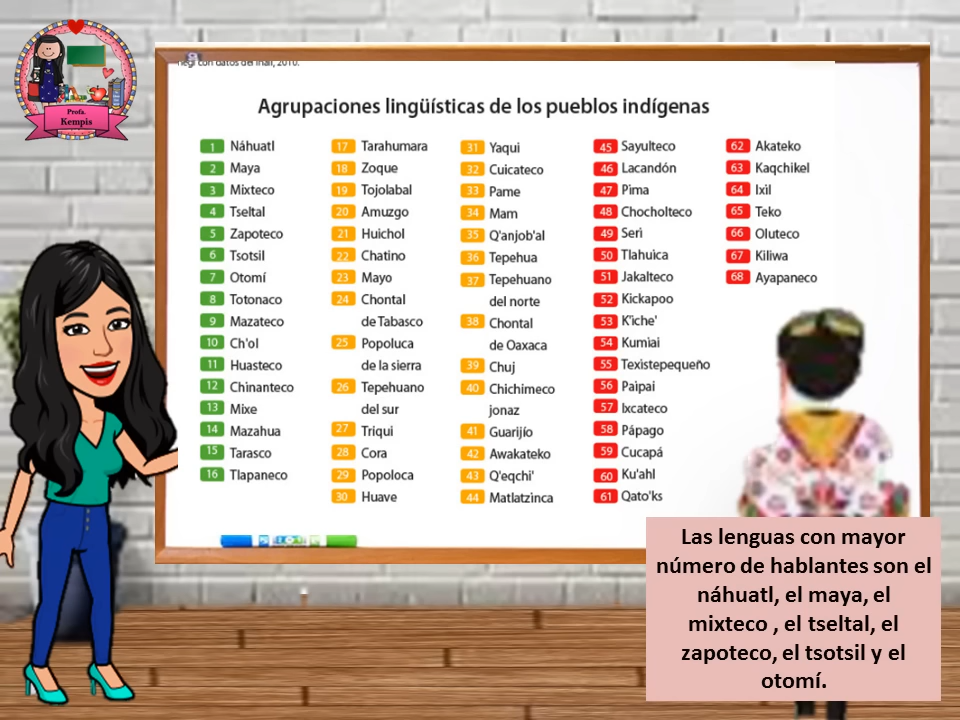 Profa.
Kempis
con datos del Inali, 2010.
Agrupaciones lingüísticas de los pueblos indígenas
1 Náhuatl
2 Maya
3 Mixteco
4 Tseltal
5 Zapoteco
6 Tsotsil
7 Otomí
8 Totonaco
9 Mazateco
10 Ch'ol
11 Huasteco
12 Chinanteco
13 Mixe
14 Mazahua
15 Tarasco
16 Tlapaneco
17 Tarahumara
18 Zoque
19 Tojolabal
20 Amuzgo
21 Huichol
22 Chatino
23 Mayo
24 Chontal
de Tabasco
25 Popoluca
de la sierra
26 Tepehuano
del sur
27 Triqui
28 Cora
29 Popoloca
30 Huave
31 Yaqui
32 Cuicateco
33 Pame
34 Mam
35 Q'anjob'al
36 Tepehua
37 Tepehuano
del norte
38 Chontal
de Oaxaca
39 Chuj
40 Chichimeco
jonaz
41 Guarijío
42 Awakateko
43 Q'eqchi'
44 Matlatzinca
45 Sayulteco
46 Lacandón
47 Pima
48 Chocholteco
49 Seri
50 Tlahuica
51 Jakalteco
52 Kickapoo
53 K'iche'
54 Kumiai
55 Texistepequeño
56 Paipai
57 Ixcateco
58 Pápago
59 Cucapá
60 Ku'ahl
61 Qato'ks
62 Akateko
63 Kaqchikel
64 Ixil
65 Teko
66 Oluteco
67 Kiliwa
68 Ayapaneco
Las lenguas con mayor
número de hablantes son el
náhuatl, el maya, el
mixteco , el tseltal, el
zapoteco, el tsotsil y el
otomí.